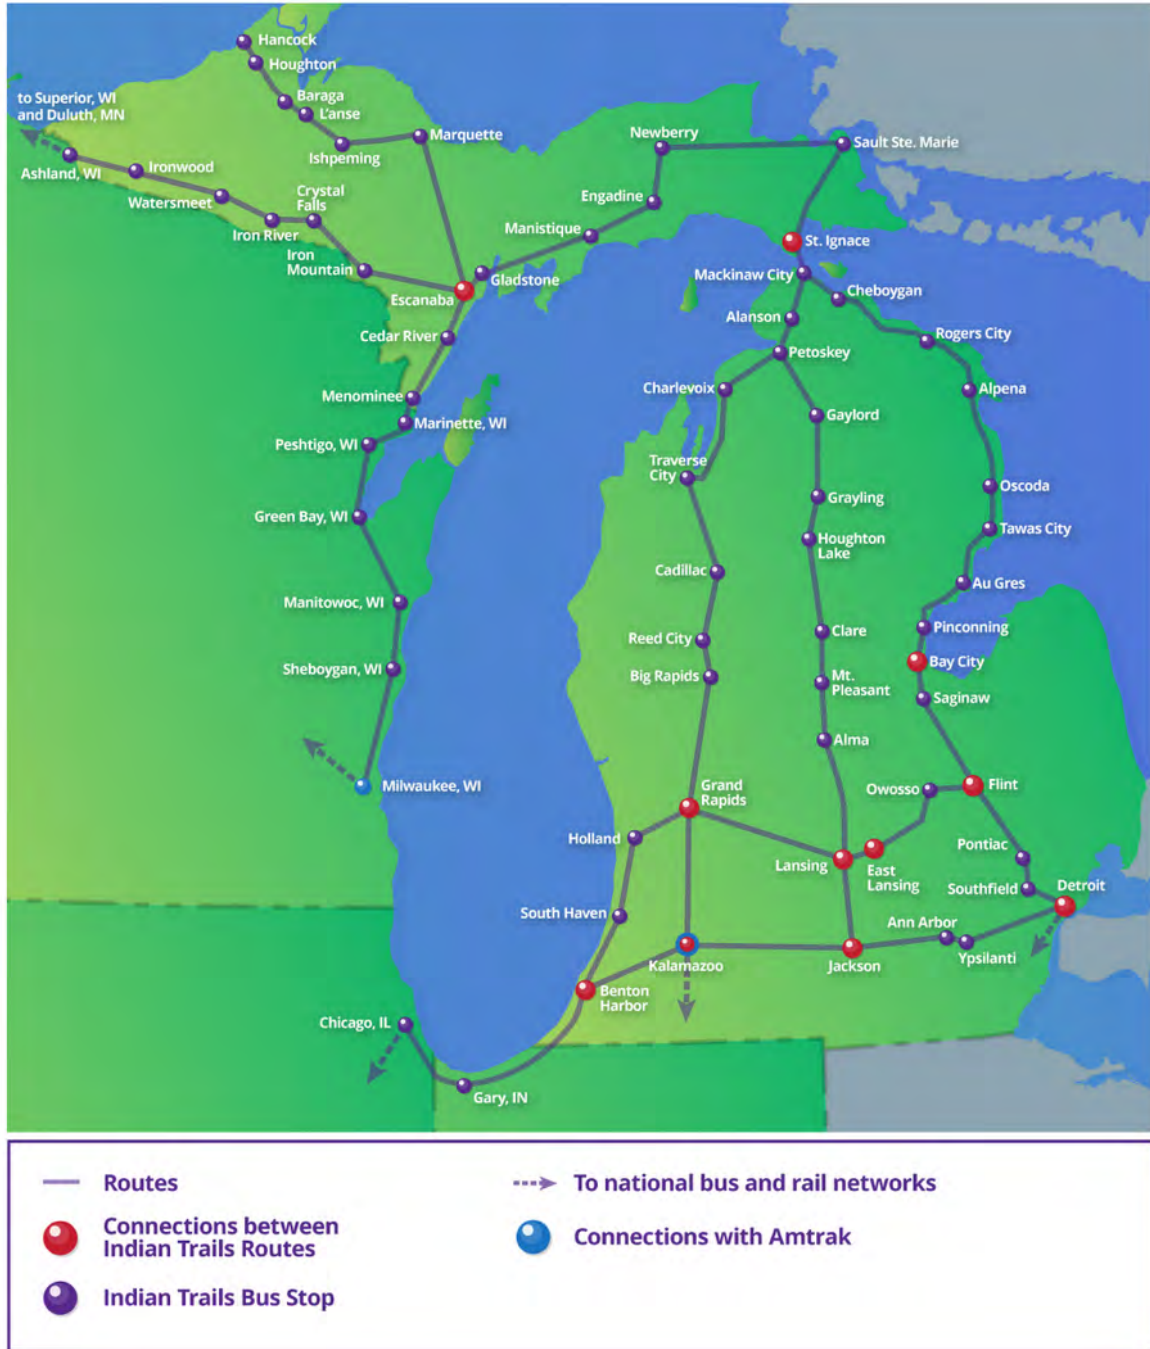 Hancock
Houghton
to Superior, WI
and Duluth, MN
Baraga
L'anse
Marquette
Newberry
Sault Ste. Marie
Ishpeming
Ironwood
Ashland, WI
Watersmeet
Crystal
Falls
Engadine
Iron River
Manistique
St. Ignace
Iron
Mountain
Gladstone
Mackinaw City
Cheboygan
Escanaba
Alanson
Cedar River
Rogers City
Petoskey
Charlevoix
Alpena
Menominee
Marinette, WI
Gaylord
Peshtigo, WI
Traverse
City
Oscoda
Grayling
Green Bay, WI
Tawas City
Houghton
Lake
Cadillac
Au Gres
Manitowoc, WI
Pinconning
Clare
Reed City
Bay City
Sheboygan, WI
Big Rapids
Mt.
Pleasant
Saginaw
Alma
Milwaukee, WI
Grand
Rapids
Owosso
Flint
Holland
Pontiac
Lansing
East
Lansing
Southfield
Detroit
South Haven
Ann Arbor
Ypsilanti
Kalamazoo
Jackson
Benton
Harbor
Chicago, IL
Gary, IN
Routes
To national bus and rail networks
Connections between
Indian Trails Routes
Connections with Amtrak
Indian Trails Bus Stop